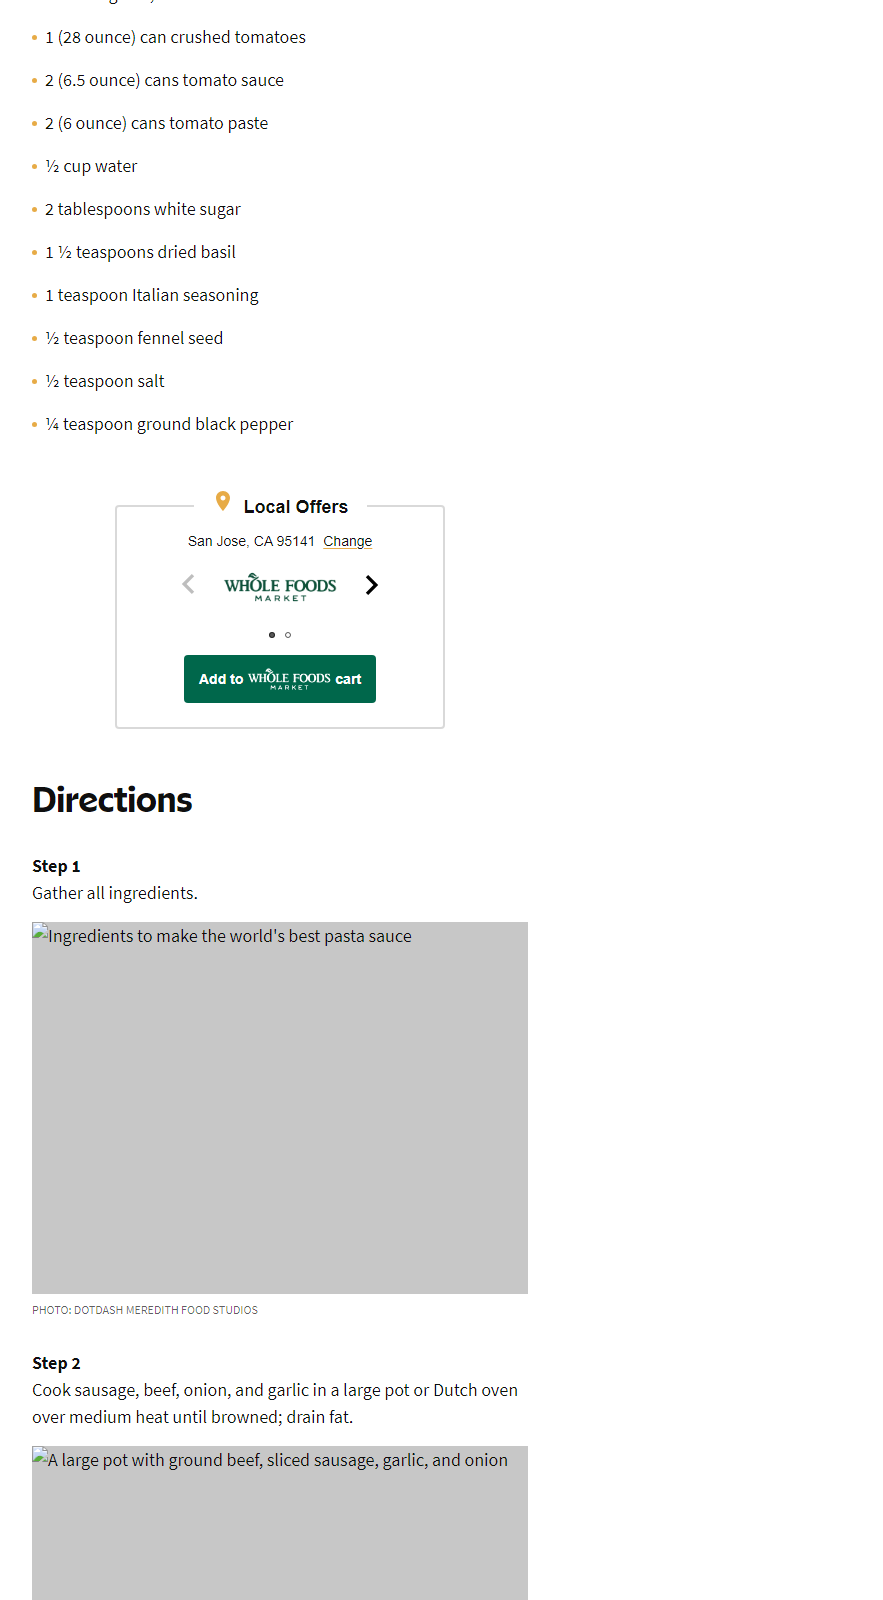 1 (28 ounce) can crushed tomatoes
2 (6.5 ounce) cans tomato sauce
2 (6 ounce) cans tomato paste
½ cup water
2 tablespoons white sugar
1 ½ teaspoons dried basil
1 teaspoon Italian seasoning
½ teaspoon fennel seed
½ teaspoon salt
¼ teaspoon ground black pepper
Local Offers
San Jose, CA 95141 Change
WHOLE FOODS
MARKET
Add to WHOLE FOODS MARKET cart
Directions
Step 1
Gather all ingredients.
Ingredients to make the world's best pasta sauce
PHOTO: DOTDASH MEREDITH FOOD STUDIOS
Step 2
Cook sausage, beef, onion, and garlic in a large pot or Dutch oven
over medium heat until browned; drain fat.
A large pot with ground beef, sliced sausage, garlic, and onion